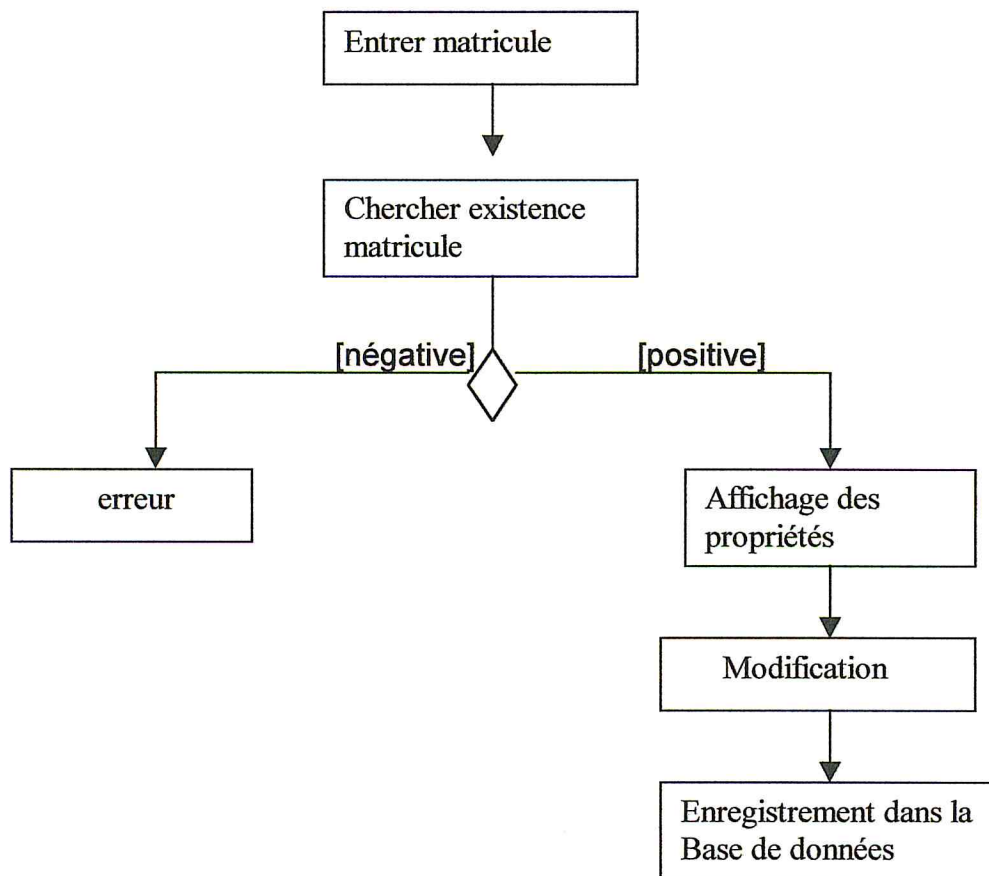 Entrer matricule
Chercher existence
matricule
[négative]
[positive]
erreur
Affichage des
propriétés
Modification
Enregistrement dans la
Base de données